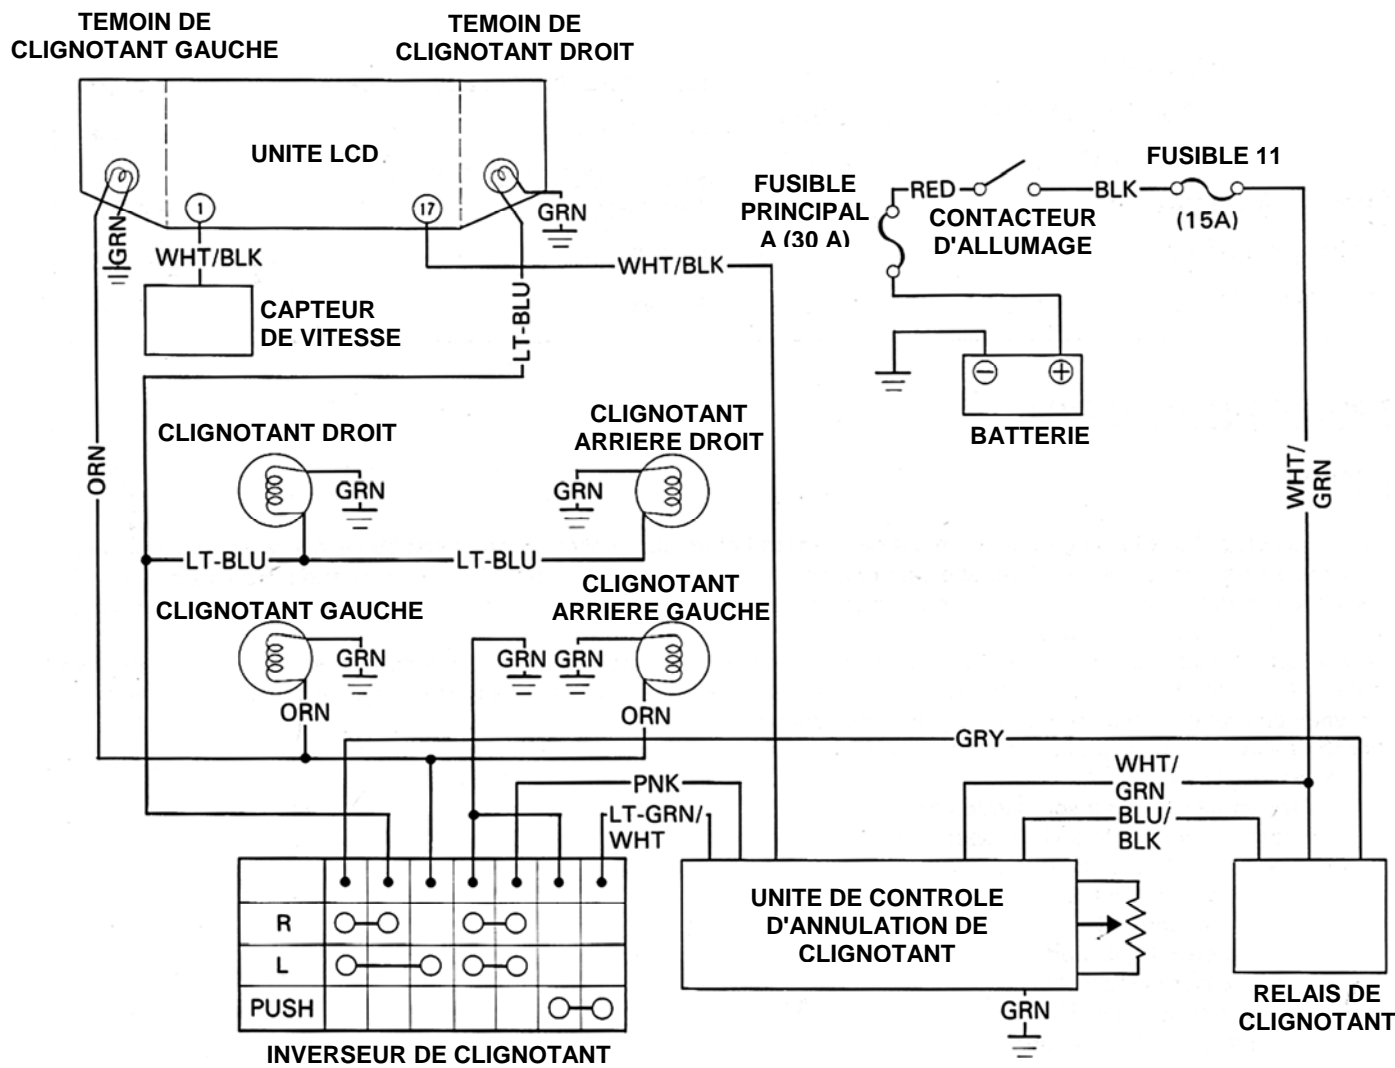 TEMOIN DE
CLIGNOTANT GAUCHE
TEMOIN DE
CLIGNOTANT DROIT
UNITE LCD
1
17
GRN
GRN
WHT/BLK
CAPTEUR
DE VITESSE
WHT/BLK
LT-BLU
ORN
FUSIBLE
PRINCIPAL
A (30 A)
RED
CONTACTEUR
D'ALLUMAGE
BLK
FUSIBLE 11
(15A)
BATTERIE
WHT/
GRN
CLIGNOTANT DROIT
GRN
CLIGNOTANT
ARRIERE DROIT
GRN
LT-BLU
LT-BLU
CLIGNOTANT GAUCHE
GRN
CLIGNOTANT
ARRIERE GAUCHE
GRN
GRN
ORN
ORN
GRY
PNK
LT-GRN/
WHT
WHT/
GRN
BLU/
BLK
R
L
PUSH
INVERSEUR DE CLIGNOTANT
UNITE DE CONTROLE
D'ANNULATION DE
CLIGNOTANT
GRN
RELAIS DE
CLIGNOTANT